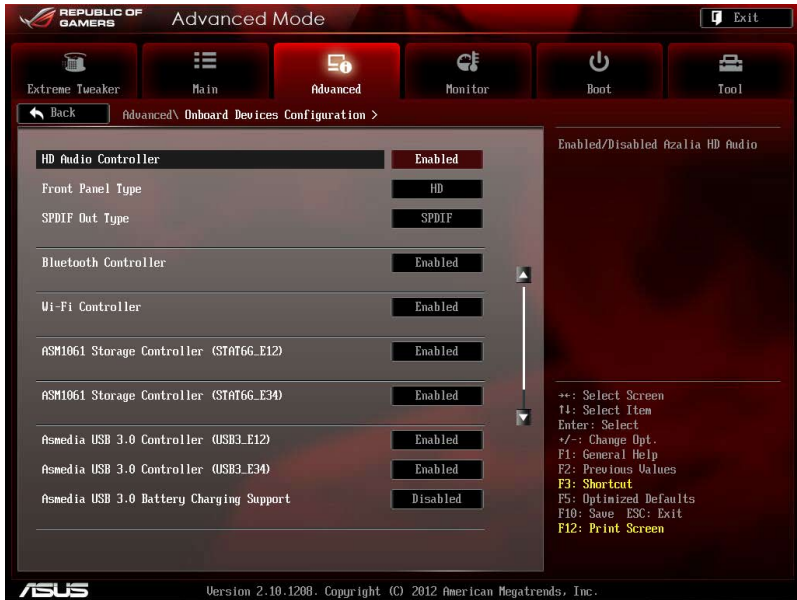 REPUBLIC OF
GAMERS
Advanced Mode
Exit
Extreme Tweaker
Main
Advanced
Monitor
Boot
Tool
Back
Advanced\ Onboard Devices Configuration >
HD Audio Controller Enabled
Front Panel Type HD
SPDIF Out Type SPDIF
Bluetooth Controller Enabled
Wi-Fi Controller Enabled
ASM1061 Storage Controller (STAT6G_E12) Enabled
ASM1061 Storage Controller (STAT6G_E34) Enabled
Asmedia USB 3.0 Controller (USB3_E12) Enabled
Asmedia USB 3.0 Controller (USB3_E34) Enabled
Asmedia USB 3.0 Battery Charging Support Disabled
Enabled/Disabled Azalia HD Audio
→←: Select Screen
↑↓: Select Item
Enter: Select
+/-: Change Opt.
F1: General Help
F2: Previous Values
F3: Shortcut
F5: Optimized Defaults
F10: Save ESC: Exit
F12: Print Screen
ASUS
Version 2.10.1208. Copyright (C) 2012 American Megatrends, Inc.